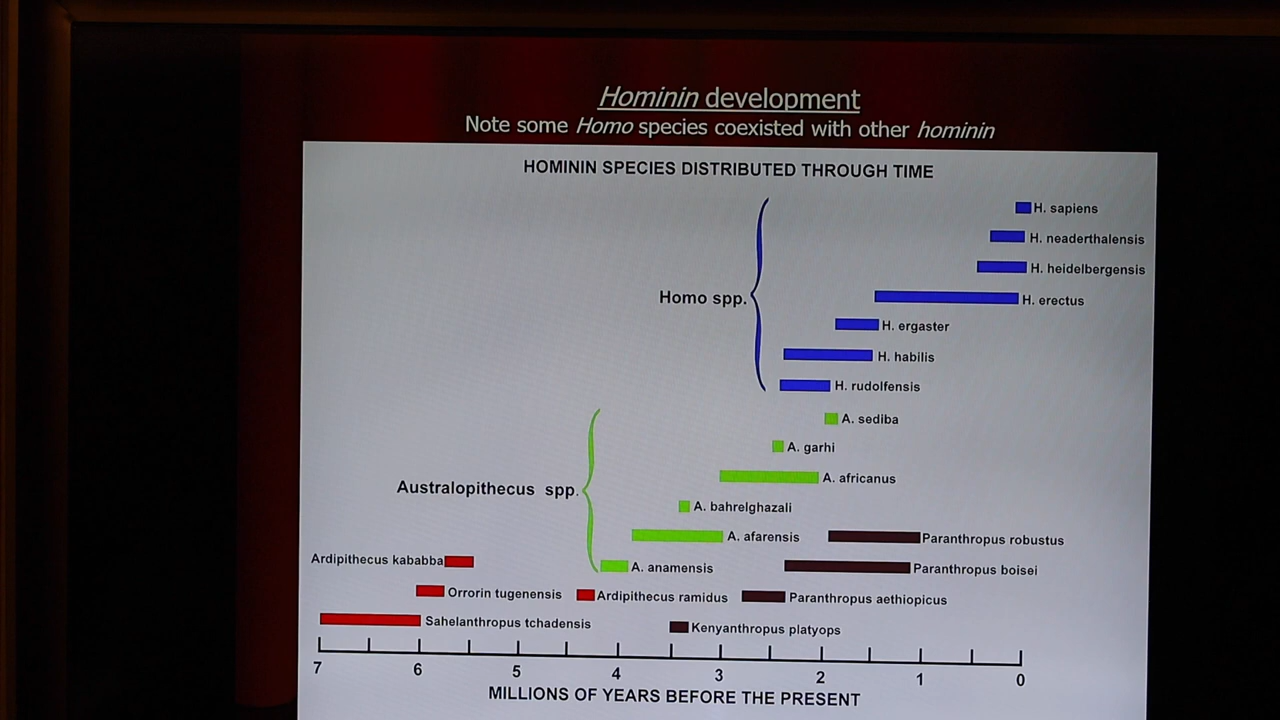 Hominin development
Note some Homo species coexisted with other hominin
HOMININ SPECIES DISTRIBUTED THROUGH TIME
H. sapiens
H. neaderthalensis
H. heidelbergensis
Homo spp.
H. erectus
H. ergaster
H. habilis
H. rudolfensis
A. sediba
A. garhi
Australopithecus spp.
A. africanus
A. bahrelghazali
A. afarensis
Paranthropus robustus
Ardipithecus kababba
A. anamensis
Paranthropus boisei
Orrorin tugenensis
Ardipithecus ramidus
Paranthropus aethiopicus
Sahelanthropus tchadensis
Kenyanthropus platyops
7 6 5 4 3 2 1 0
MILLIONS OF YEARS BEFORE THE PRESENT